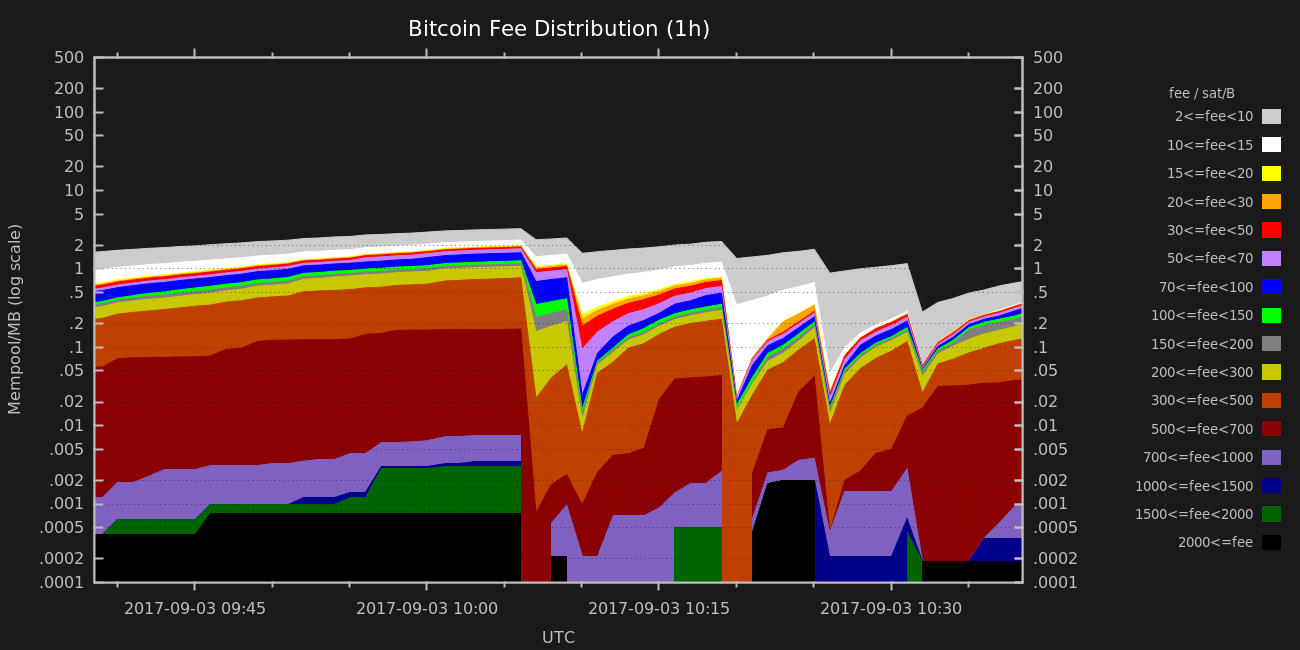 Bitcoin Fee Distribution (1h)
500 500
200 200
100 100
50 50
20 20
10 10
5 5
2 2
1 1
.5 .5
.2 .2
.1 .1
.05 .05
.02 .02
.01 .01
.005 .005
.002 .002
.001 .001
.0005 .0005
.0002 .0002
.0001 .0001
Mempool/MB (log scale)
2017-09-03 09:45 2017-09-03 10:00 2017-09-03 10:15 2017-09-03 10:30
UTC
fee / sat/B
2<=fee<10
10<=fee<15
15<=fee<20
20<=fee<30
30<=fee<50
50<=fee<70
70<=fee<100
100<=fee<150
150<=fee<200
200<=fee<300
300<=fee<500
500<=fee<700
700<=fee<1000
1000<=fee<1500
1500<=fee<2000
2000<=fee